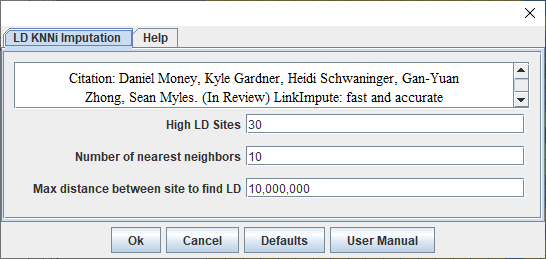 LD KNNi Imputation Help
Citation: Daniel Money, Kyle Gardner, Heidi Schwaninger, Gan-Yuan
Zhong, Sean Myles. (In Review) LinkImpute: fast and accurate
High LD Sites 30
Number of nearest neighbors 10
Max distance between site to find LD 10,000,000
Ok Cancel Defaults User Manual